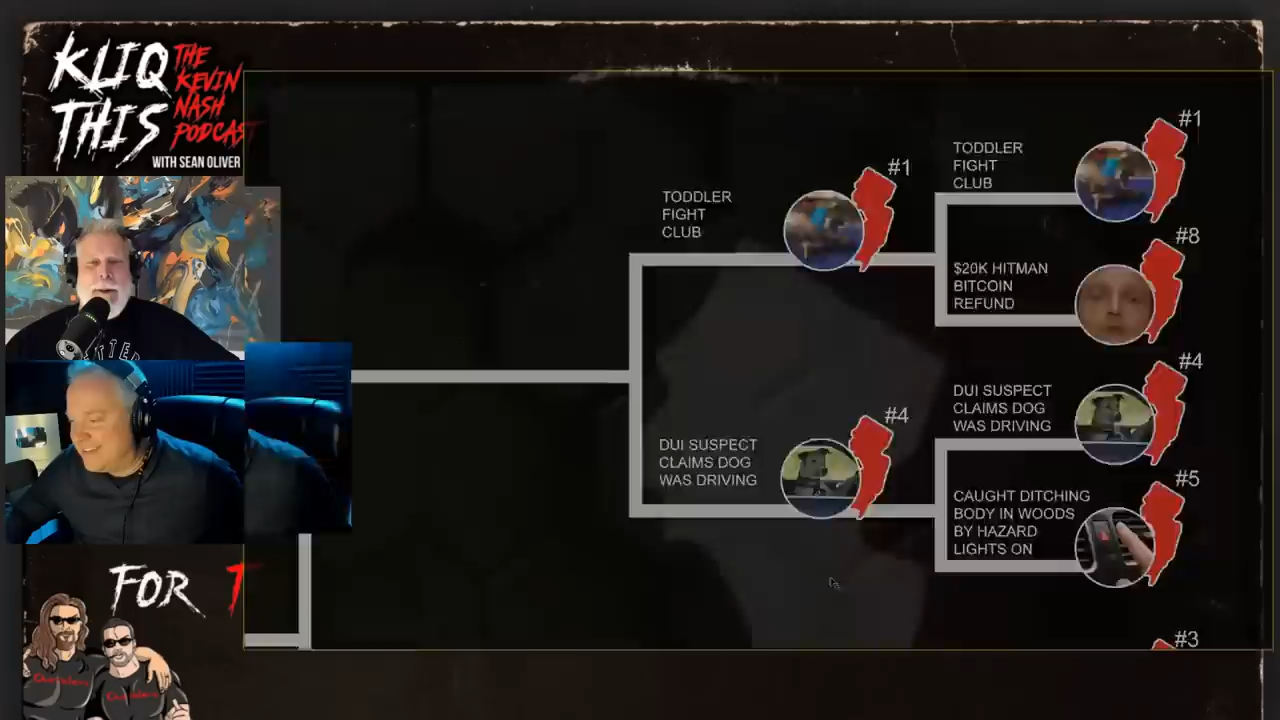 KLIQ
THIS
THE
KEVIN
NASH
PODCAST
WITH SEAN OLIVER
TODDLER
FIGHT
CLUB
#1
DUI SUSPECT
CLAIMS DOG
WAS DRIVING
#4
TODDLER
FIGHT
CLUB
#1
$20K HITMAN
BITCOIN
REFUND
#8
DUI SUSPECT
CLAIMS DOG
WAS DRIVING
#4
CAUGHT DITCHING
BODY IN WOODS
BY HAZARD
LIGHTS ON
#5
#3
FOR T